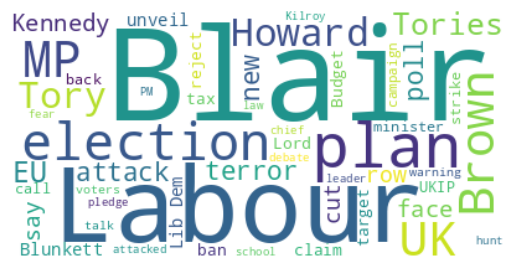 Kennedy
unveil
Kilroy
Blair
Howard
Tories
MP
back
reject
new
Budget
campaign
poll
Tory
PM
tax
law
strike
Brown
fear
election
chief
plan
minister
Lord
debate
EU
attack
terror
leader
row
warning
call
voters
Labour
cut
target
UKIP
say
pledge
Lib Dem
face
talk
UK
Blunkett
attacked
ban
school
claim
hunt